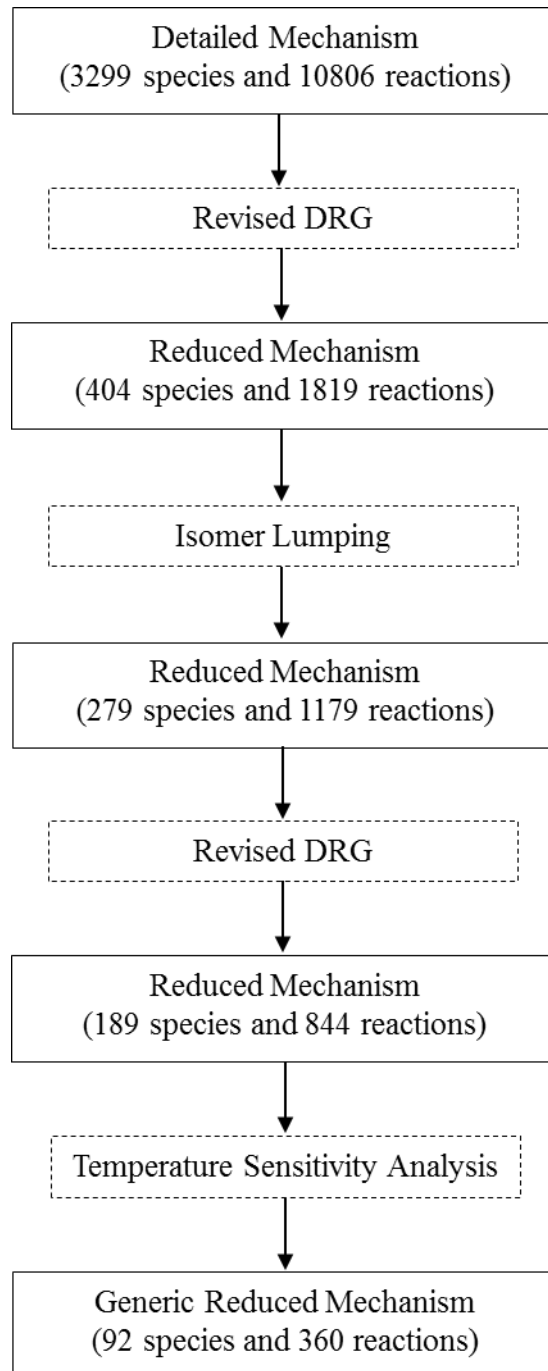 Detailed Mechanism
(3299 species and 10806 reactions)
Revised DRG
Reduced Mechanism
(404 species and 1819 reactions)
Isomer Lumping
Reduced Mechanism
(279 species and 1179 reactions)
Revised DRG
Reduced Mechanism
(189 species and 844 reactions)
Temperature Sensitivity Analysis
Generic Reduced Mechanism
(92 species and 360 reactions)